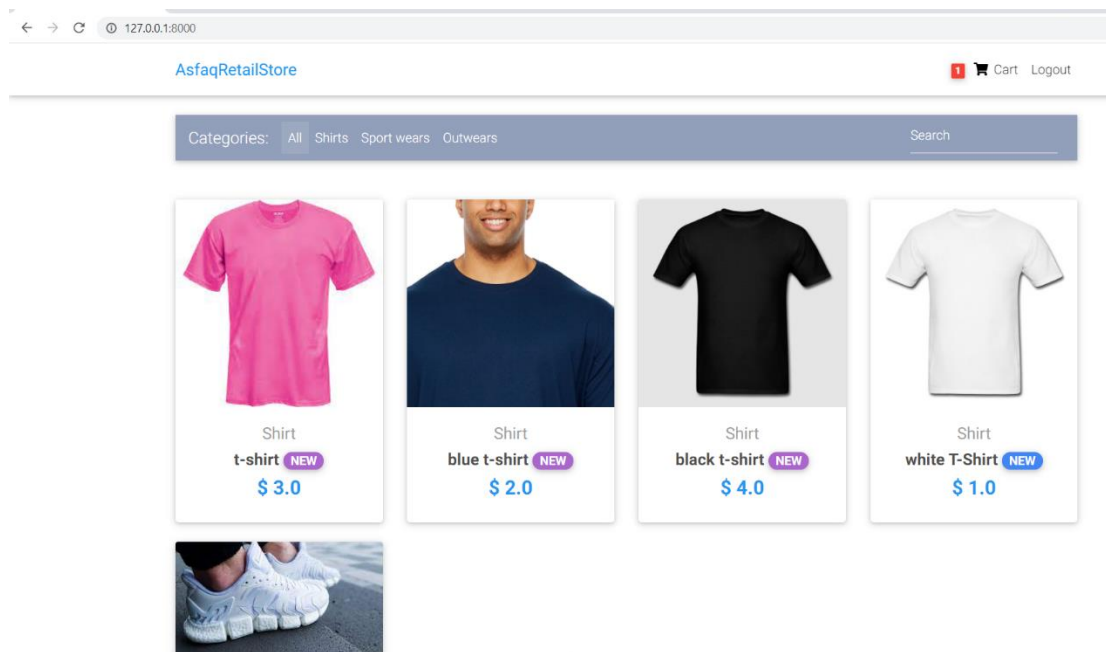 127.0.0.1:8000
AsfaqRetailStore
1 Cart Logout
Categories: All Shirts Sport wears Outwears Search
Shirt Shirt Shirt Shirt
t-shirt NEW blue t-shirt NEW black t-shirt NEW white T-Shirt NEW
$ 3.0 $ 2.0 $ 4.0 $ 1.0